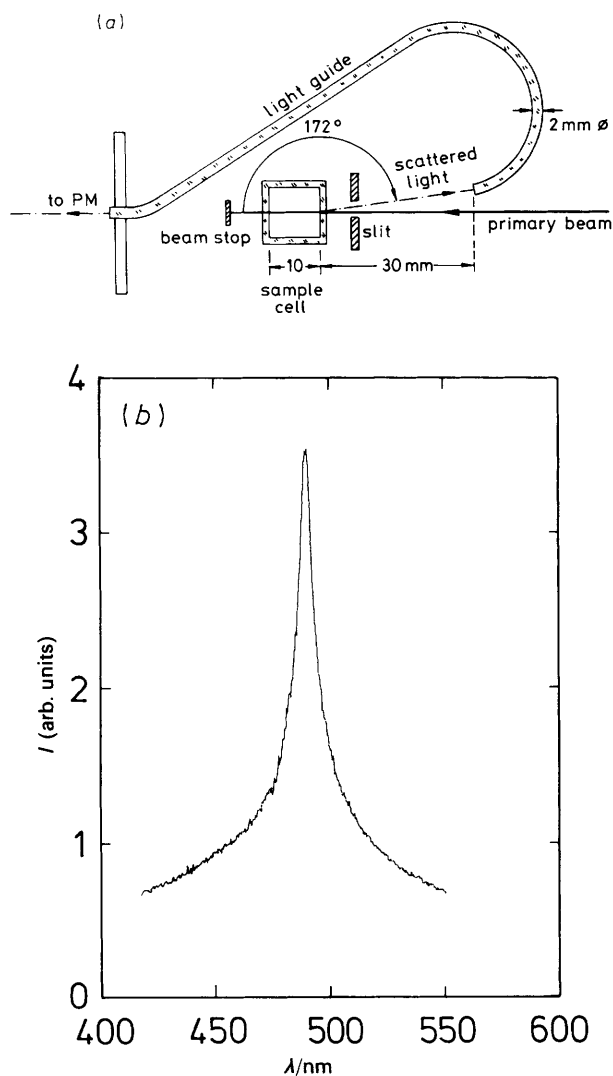 (a)
light guide
172°
2 mm ø
scattered
light
to PM
beam stop
slit
primary beam
10
30 mm
sample
cell
4
(b)
3
I (arb. units)
2
1
0
400
450
500
550
600
λ/nm